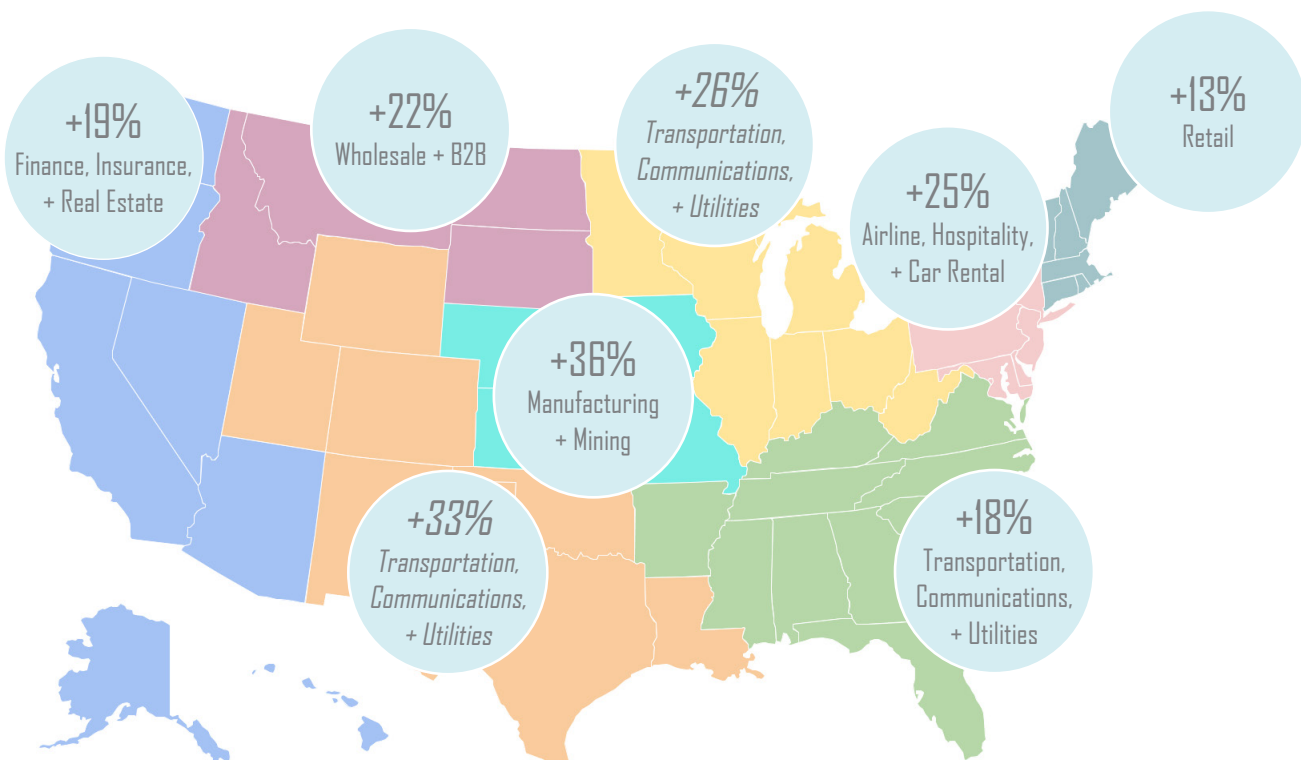 +19%
Finance, Insurance,
+ Real Estate
+22%
Wholesale + B2B
+26%
Transportation,
Communications,
+ Utilities
+25%
Airline, Hospitality,
+ Car Rental
+13%
Retail
+36%
Manufacturing
+ Mining
+33%
Transportation,
Communications,
+ Utilities
+18%
Transportation,
Communications,
+ Utilities